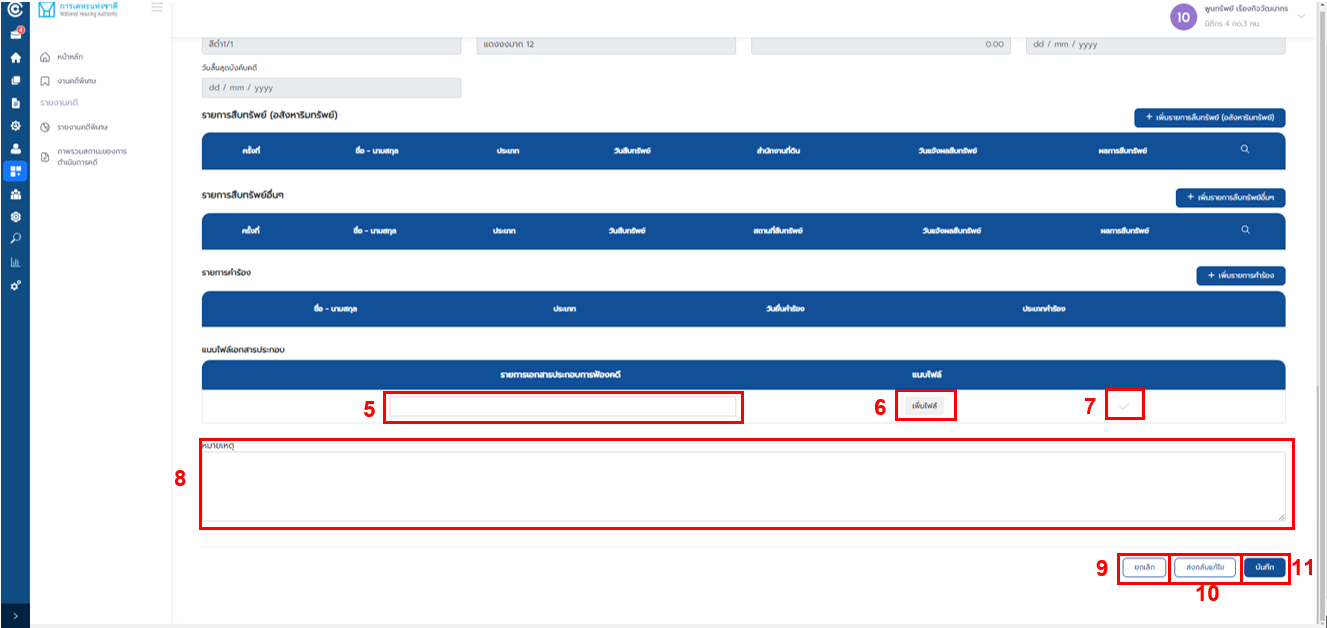 การเคหะแห่งชาติ
National Housing Authority
4
10
พูนทรัพย์ เรืองกิจวัฒนากร
นิติกร 4 กด.3 กม.
หน้าหลัก
งานคดีพิเศษ
รายงานคดี
รายงานคดีพิเศษ
ภาพรวมสถานะของการ
ดำเนินการคดี
สีดำ1/1
แดงงงมาก 12
0.00
dd / mm / yyyy
วันสิ้นสุดบังคับคดี
dd / mm / yyyy
รายการสืบทรัพย์ (อสังหาริมทรัพย์)
+ เพิ่มรายการสืบทรัพย์ (อสังหาริมทรัพย์)
ครั้งที่ ชื่อ - นามสกุล ประเภท วันสืบทรัพย์ สำนักงานที่ดิน วันแจ้งผลสืบทรัพย์ ผลการสืบทรัพย์
รายการสืบทรัพย์อื่นๆ
+ เพิ่มรายการสืบทรัพย์อื่นๆ
ครั้งที่ ชื่อ - นามสกุล ประเภท วันสืบทรัพย์ สถานที่สืบทรัพย์ วันแจ้งผลสืบทรัพย์ ผลการสืบทรัพย์
รายการคำร้อง
+ เพิ่มรายการคำร้อง
ชื่อ - นามสกุล ประเภท วันยื่นคำร้อง ประเภทคำร้อง
แนบไฟล์เอกสารประกอบ
รายการเอกสารประกอบการฟ้องคดี แนบไฟล์
5
6 เพิ่มไฟล์
7
หมายเหตุ
8
9 ยกเลิก ส่งกลับแก้ไข บันทึก 11
10